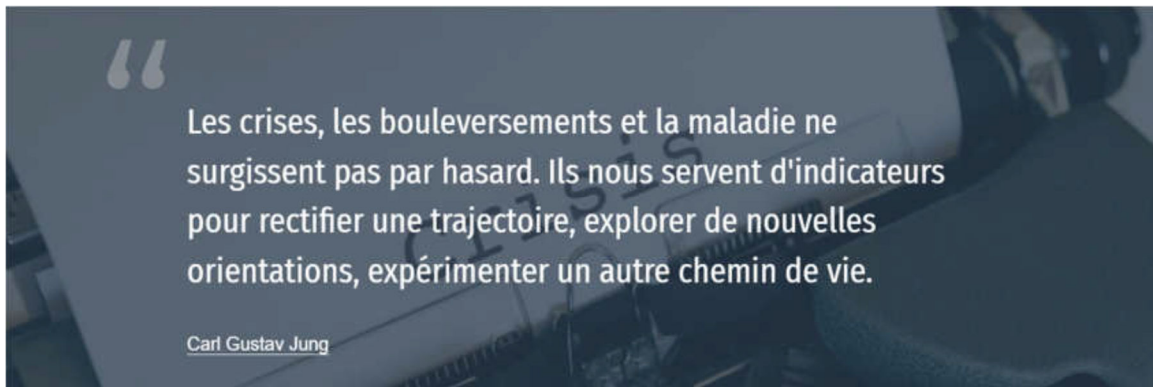 “
Les crises, les bouleversements et la maladie ne
surgissent pas par hasard. Ils nous servent d'indicateurs
pour rectifier une trajectoire, explorer de nouvelles
orientations, expérimenter un autre chemin de vie.
Crisis
Carl Gustav Jung